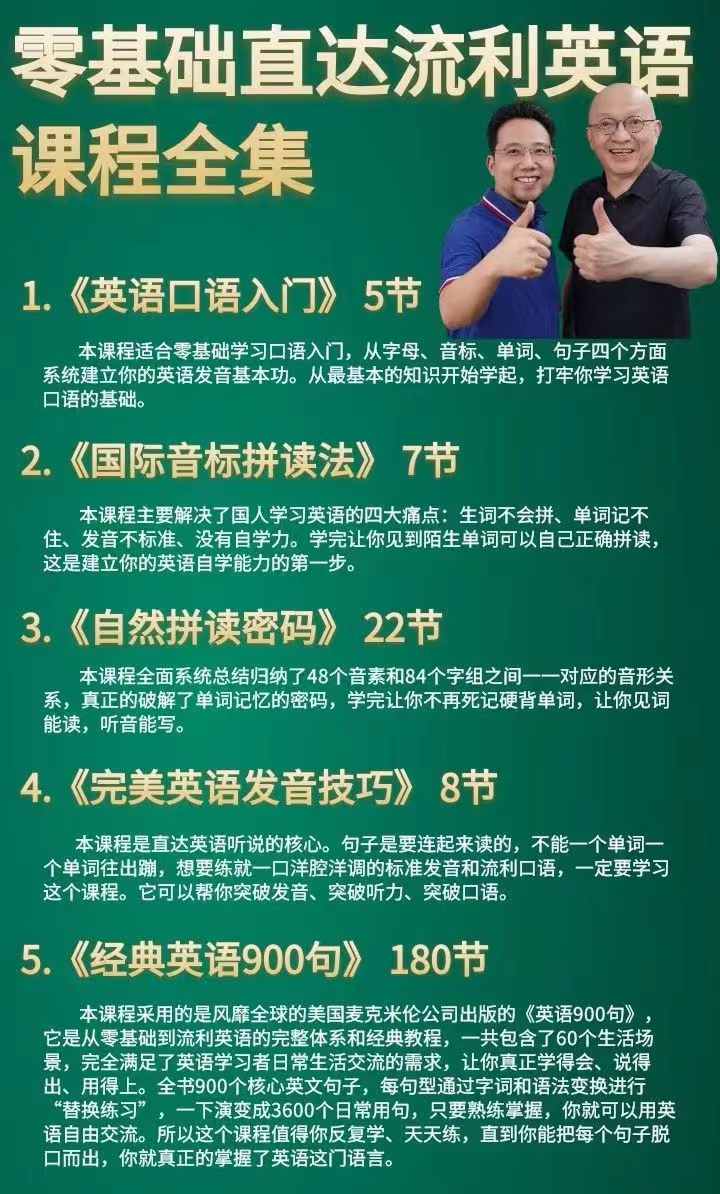 零基础直达流利英语
课程全集
1.《英语口语入门》 5节
本课程适合零基础学习口语入门，从字母、音标、单词、句子四个方面
系统建立你的英语发音基本功。从最基本的知识开始学起，打牢你学习英语
口语的基础。
2.《国际音标拼读法》 7节
本课程主要解决了国人学习英语的四大痛点：生词不会拼、单词记不
住、发音不标准、没有自学力。学完让你见到陌生单词可以自己正确拼读，
这是建立你的英语自学能力的第一步。
3.《自然拼读密码》 22节
本课程全面系统总结归纳了48个音素和84个字组之间一一对应的音形关
系，真正的破解了单词记忆的密码，学完让你不再死记硬背单词，让你见词
能读，听音能写。
4.《完美英语发音技巧》 8节
本课程是直达英语听说的核心。句子是要连起来读的，不能一个单词一
个单词往出蹦，想要练就一口洋腔洋调的标准发音和流利口语，一定要学习
这个课程。它可以帮你突破发音、突破听力、突破口语。
5.《经典英语900句》 180节
本课程采用的是风靡全球的美国麦克米伦公司出版的《英语900句》，
它是从零基础到流利英语的完整体系和经典教程，一共包含了60个生活场
景，完全满足了英语学习者日常生活交流的需求，让你真正学得会、说得
出、用得上。全书900个核心英文句子，每句型通过字词和语法变换进行
“替换练习”，一下演变成3600个日常用句，只要熟练掌握，你就可以用英
语自由交流。所以这个课程值得你反复学、天天练，直到你能把每个句子脱
口而出，你就真正的掌握了英语这门语言。